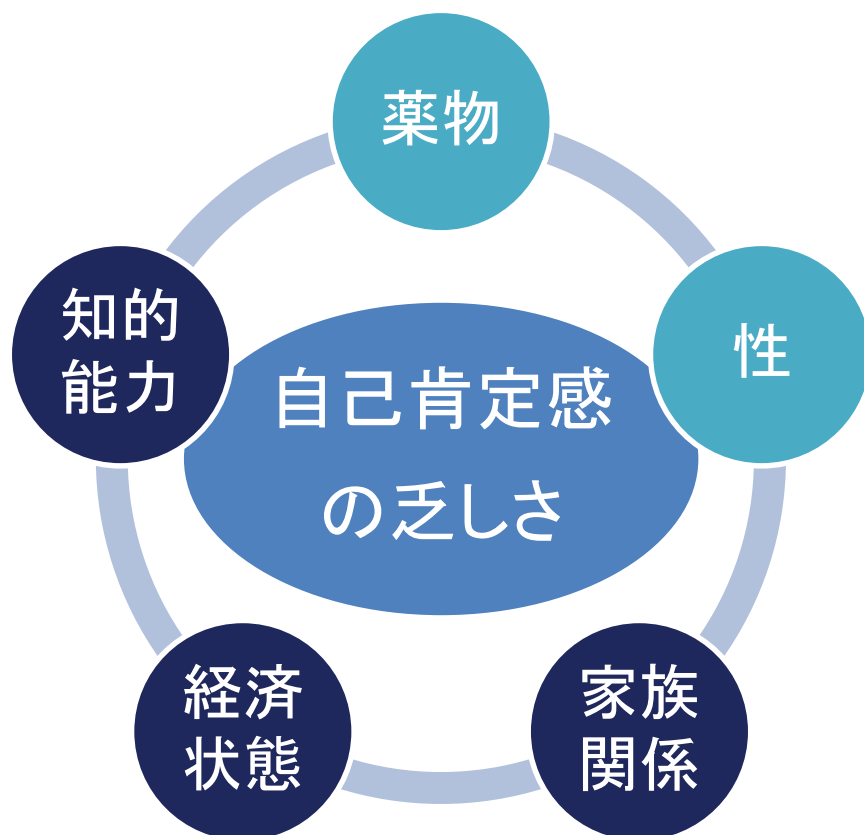 薬物
性
家族
関係
経済
状態
知的
能力
自己肯定感
の乏しさ